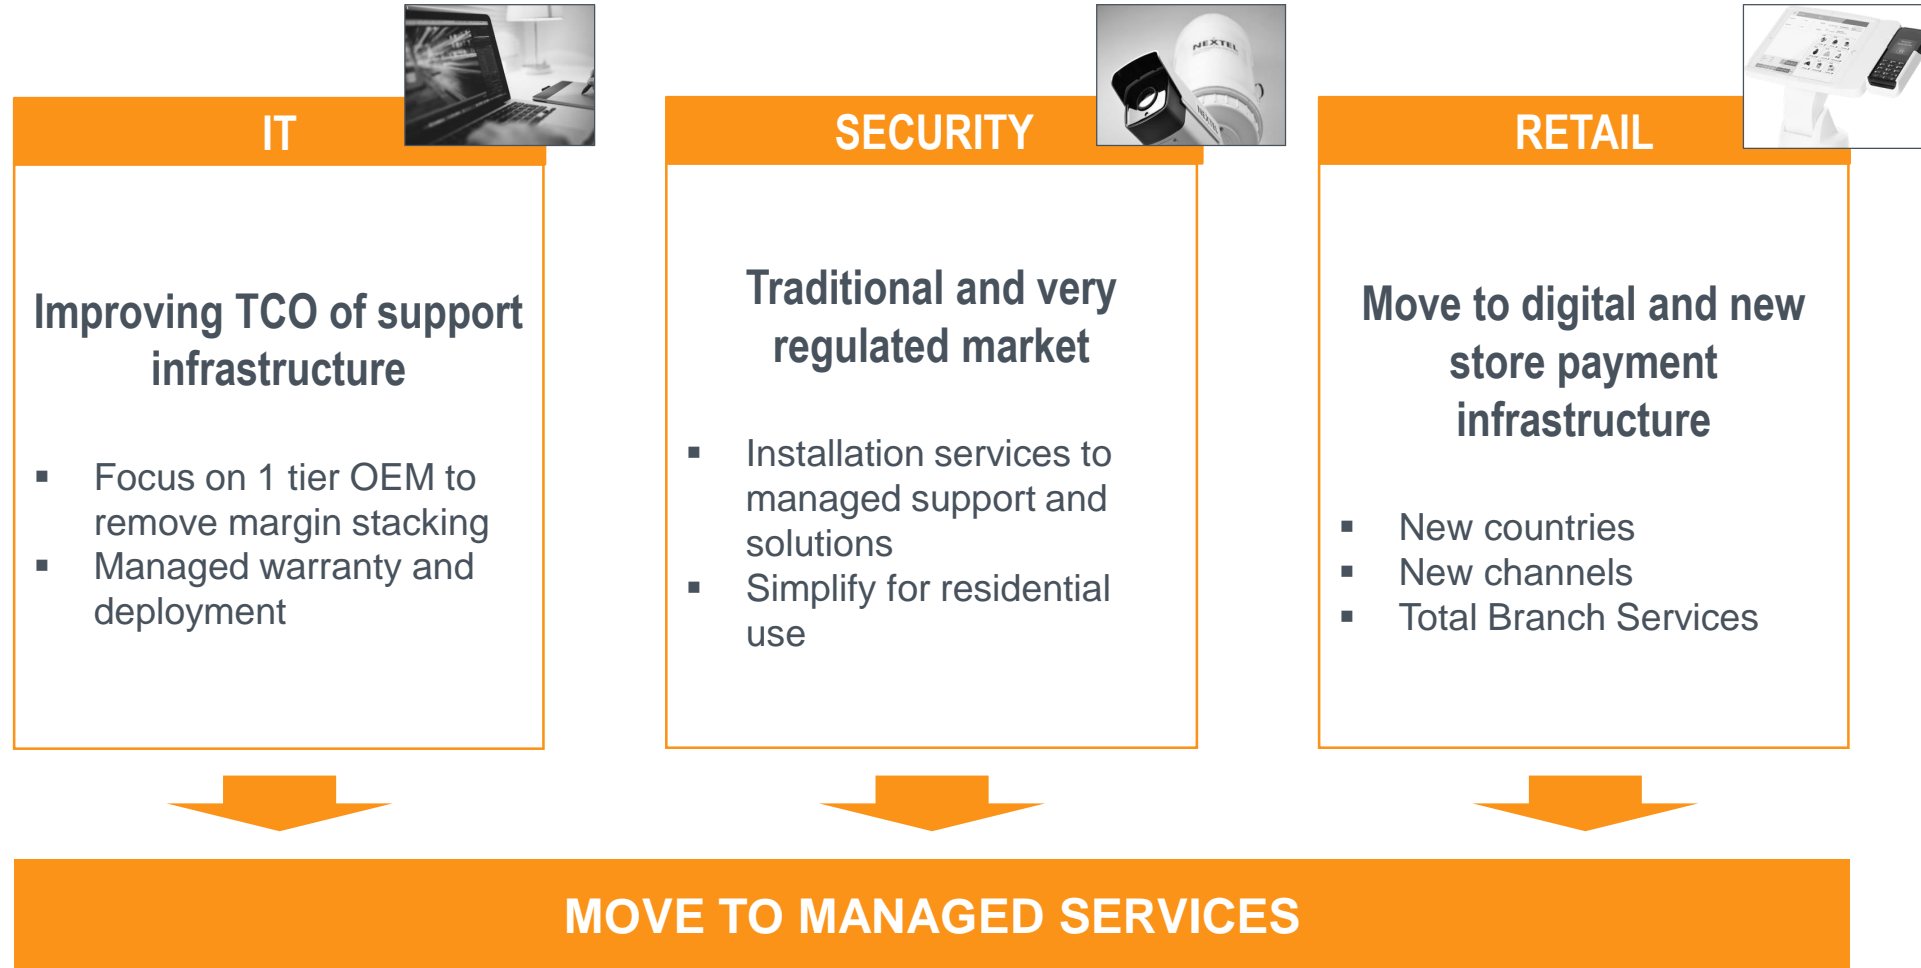 IT
Improving TCO of support
infrastructure
▪ Focus on 1 tier OEM to
remove margin stacking
▪ Managed warranty and
deployment
SECURITY
NEXTEL
NEXTEL
Traditional and very
regulated market
▪ Installation services to
managed support and
solutions
▪ Simplify for residential
use
RETAIL
Move to digital and new
store payment
infrastructure
▪ New countries
▪ New channels
▪ Total Branch Services
MOVE TO MANAGED SERVICES